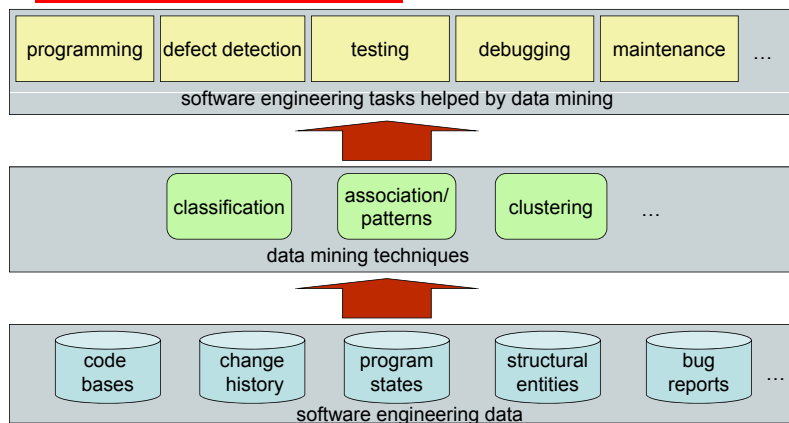 programming defect detection testing debugging maintenance …
software engineering tasks helped by data mining
classification association/ patterns clustering …
data mining techniques
code bases change history program states structural entities bug reports …
software engineering data